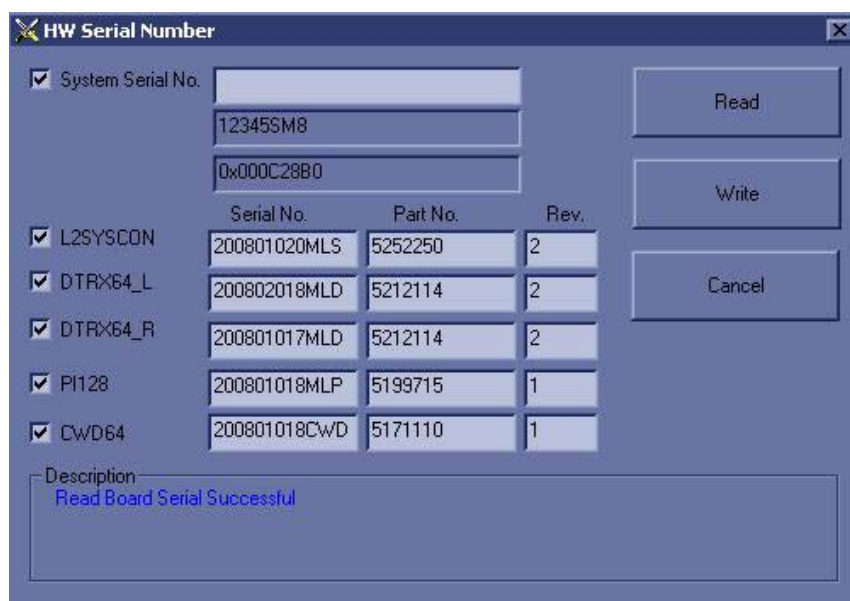 HW Serial Number
System Serial No.
Read
12345SM8
0x000C28B0
Write
Serial No. Part No. Rev.
L2SYSCON 200801020MLS 5252250 2
DTRX64_L 200802018MLD 5212114 2
Cancel
DTRX64_R 200801017MLD 5212114 2
PI128 200801018MLP 5199715 1
CWD64 200801018CWD 5171110 1
Description
Read Board Serial Successful